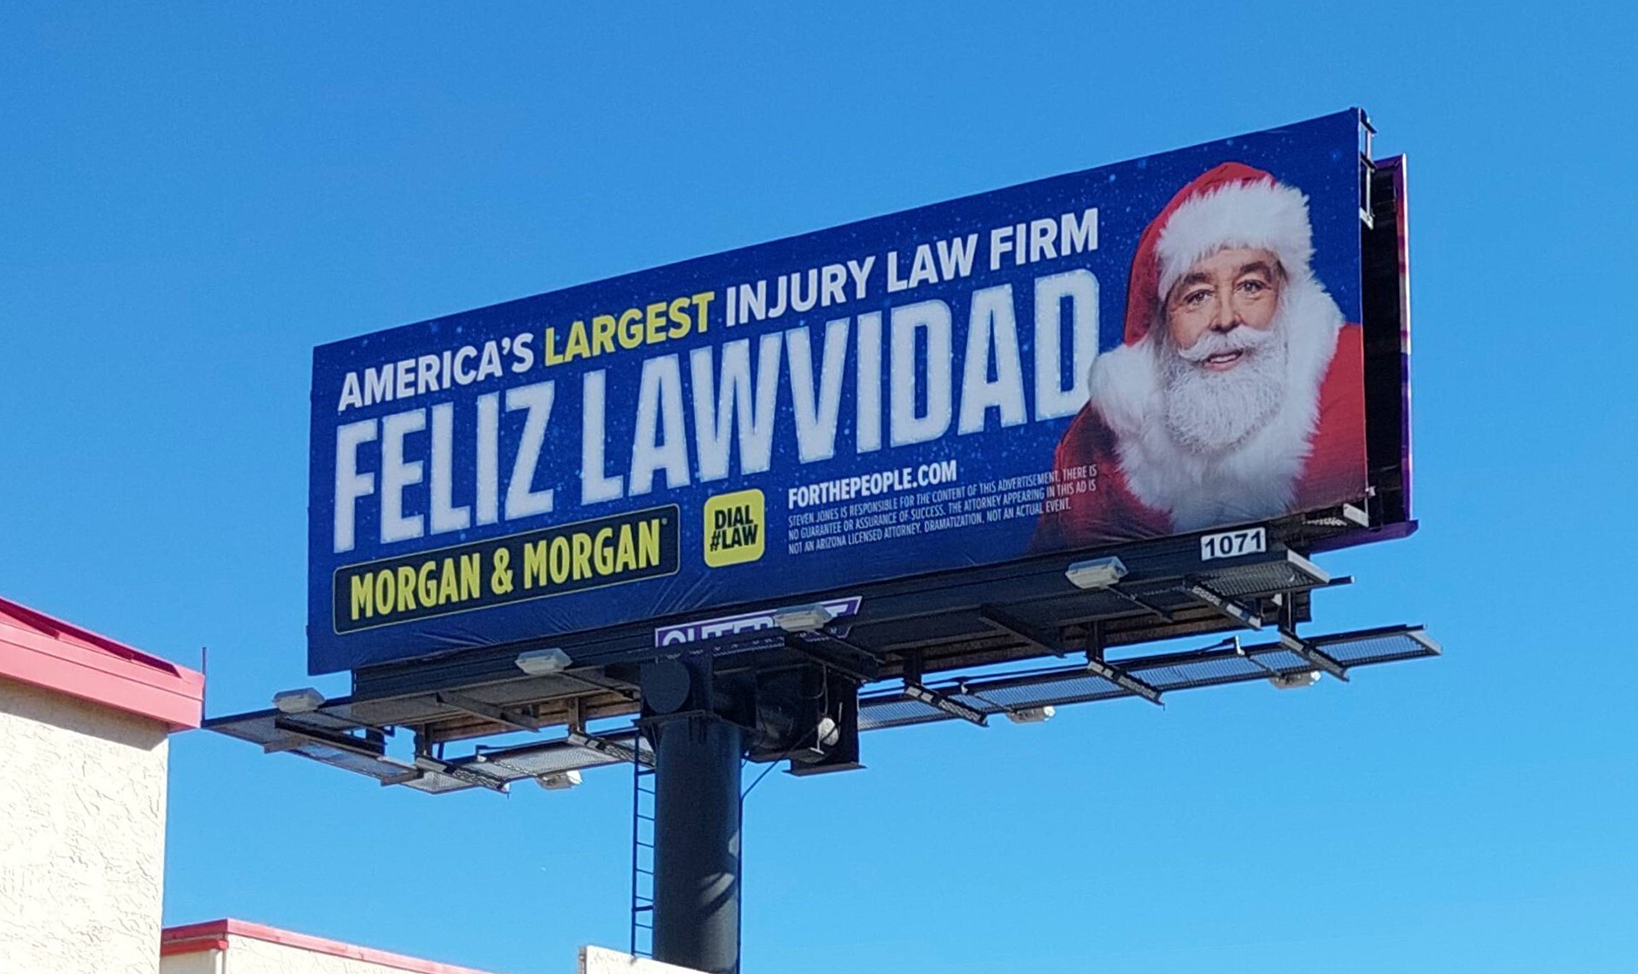 AMERICA'S LARGEST INJURY LAW FIRM
FELIZ LAWVIDAD
MORGAN & MORGAN®
DIAL
#LAW
FORTHEPEOPLE.COM
STEVEN JONES IS RESPONSIBLE FOR THE CONTENT OF THIS ADVERTISEMENT. THERE IS
NO GUARANTEE OR ASSURANCE OF SUCCESS. THE ATTORNEY APPEARING IN THIS AD IS
NOT AN ARIZONA LICENSED ATTORNEY. DRAMATIZATION. NOT AN ACTUAL EVENT.
1071